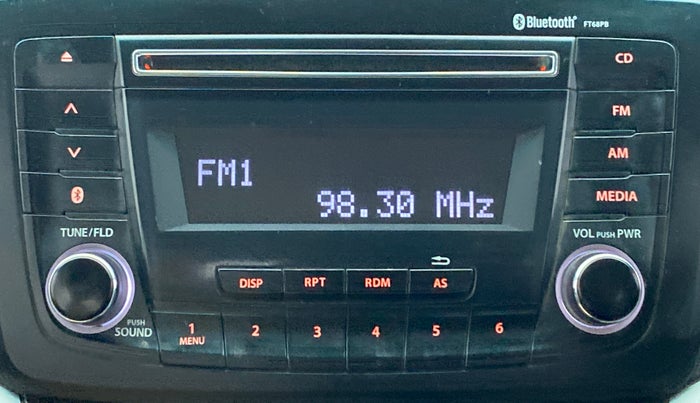 Bluetooth® FT68PB
CD
FM
AM
MEDIA
FM1
98.30 MHz
TUNE/FLD
VOL PUSH PWR
DISP RPT RDM AS
PUSH
SOUND
1 2 3 4 5 6
MENU